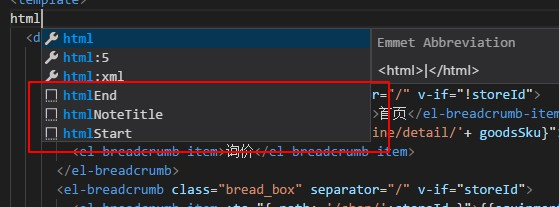 <template>
html
<d
html
html:5
html:xml
htmlEnd
htmlNoteTitle
htmlStart
Emmet Abbreviation
<html>|</html>
r="/" v-if="!storeId">
>首页</el-breadcrumb-item
ine/detail/'+ goodsSku}"
<el-breadcrumb-item>询价</el-breadcrumb-item>
</el-breadcrumb>
<el-breadcrumb class="bread_box" separator="/" v-if="storeId">